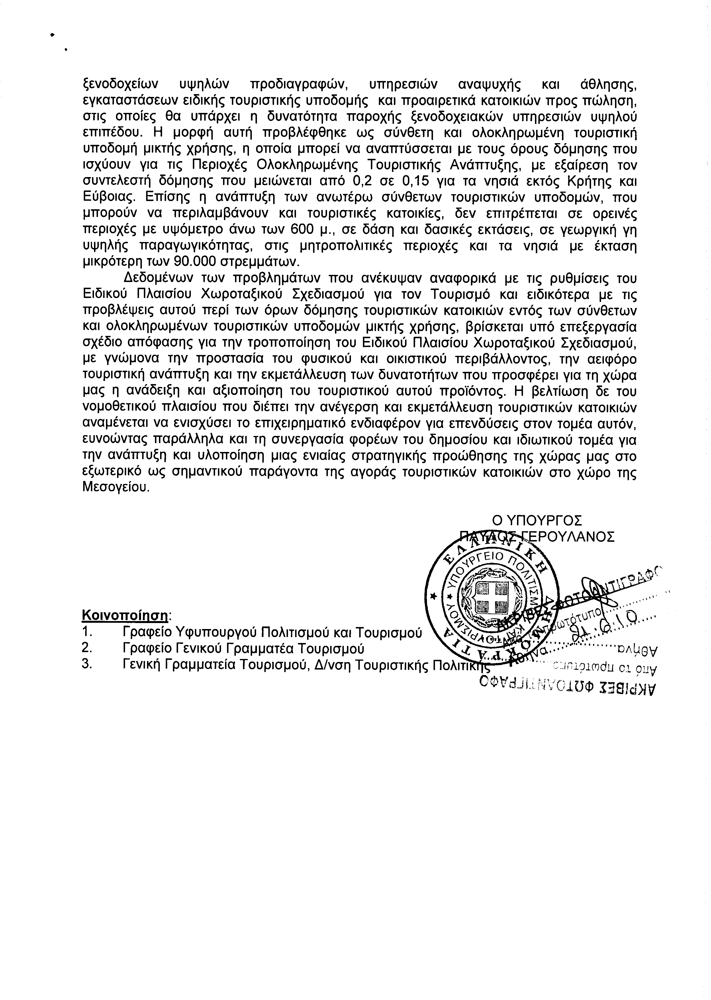 ξενοδοχείων υψηλών προδιαγραφών, υπηρεσιών αναψυχής και άθλησης,
εγκαταστάσεων ειδικής τουριστικής υποδομής και προαιρετικά κατοικιών προς πώληση,
στις οποίες θα υπάρχει η δυνατότητα παροχής ξενοδοχειακών υπηρεσιών υψηλού
επιπέδου. Η μορφή αυτή προβλέφθηκε ως σύνθετη και ολοκληρωμένη τουριστική
υποδομή μικτής χρήσης, η οποία μπορεί να αναπτύσσεται με τους όρους δόμησης που
ισχύουν για τις Περιοχές Ολοκληρωμένης Τουριστικής Ανάπτυξης, με εξαίρεση τον
συντελεστή δόμησης που μειώνεται από 0,2 σε 0,15 για τα νησιά εκτός Κρήτης και
Εύβοιας. Επίσης η ανάπτυξη των ανωτέρω σύνθετων τουριστικών υποδομών, που
μπορούν να περιλαμβάνουν και τουριστικές κατοικίες, δεν επιτρέπεται σε ορεινές
περιοχές με υψόμετρο άνω των 600 μ., σε δάση και δασικές εκτάσεις, σε γεωργική γη
υψηλής παραγωγικότητας, στις μητροπολιτικές περιοχές και τα νησιά με έκταση
μικρότερη των 90.000 στρεμμάτων.
Δεδομένων των προβλημάτων που ανέκυψαν αναφορικά με τις ρυθμίσεις του
Ειδικού Πλαισίου Χωροταξικού Σχεδιασμού για τον Τουρισμό και ειδικότερα με τις
προβλέψεις αυτού περί των όρων δόμησης τουριστικών κατοικιών εντός των σύνθετων
και ολοκληρωμένων τουριστικών υποδομών μικτής χρήσης, βρίσκεται υπό επεξεργασία
σχέδιο απόφασης για την τροποποίηση του Ειδικού Πλαισίου Χωροταξικού Σχεδιασμού,
με γνώμονα την προστασία του φυσικού και οικιστικού περιβάλλοντος, την αειφόρο
τουριστική ανάπτυξη και την εκμετάλλευση των δυνατοτήτων που προσφέρει για τη χώρα
μας η ανάδειξη και αξιοποίηση του τουριστικού αυτού προϊόντος. Η βελτίωση δε του
νομοθετικού πλαισίου που διέπει την ανέγερση και εκμετάλλευση τουριστικών κατοικιών
αναμένεται να ενισχύσει το επιχειρηματικό ενδιαφέρον για επενδύσεις στον τομέα αυτόν,
ευνοώντας παράλληλα και τη συνεργασία φορέων του δημοσίου και ιδιωτικού τομέα για
την ανάπτυξη και υλοποίηση μιας ενιαίας στρατηγικής προώθησης της χώρας μας στο
εξωτερικό ως σημαντικού παράγοντα της αγοράς τουριστικών κατοικιών στο χώρο της
Μεσογείου.
Ο ΥΠΟΥΡΓΟΣ
ΠΑΥΛΟΣ ΓΕΡΟΥΛΑΝΟΣ
ΕΛΛΗΝΙΚΗ ΔΗΜΟΚΡΑΤΙΑ
ΥΠΟΥΡΓΕΙΟ ΠΟΛΙΤΙΣΜΟΥ ΚΑΙ ΤΟΥΡΙΣΜΟΥ
ΑΚΡΙΒΕΣ ΦΩΤΟΑΝΤΙΓΡΑΦΟ
Από το πρωτότυπο
Αθήνα
Κοινοποίηση:
1. Γραφείο Υφυπουργού Πολιτισμού και Τουρισμού
2. Γραφείο Γενικού Γραμματέα Τουρισμού
3. Γενική Γραμματεία Τουρισμού, Δ/νση Τουριστικής Πολιτικής
Αθήνα
Από το πρωτότυπο
ΑΚΡΙΒΕΣ ΦΩΤΟΑΝΤΙΓΡΑΦΟ